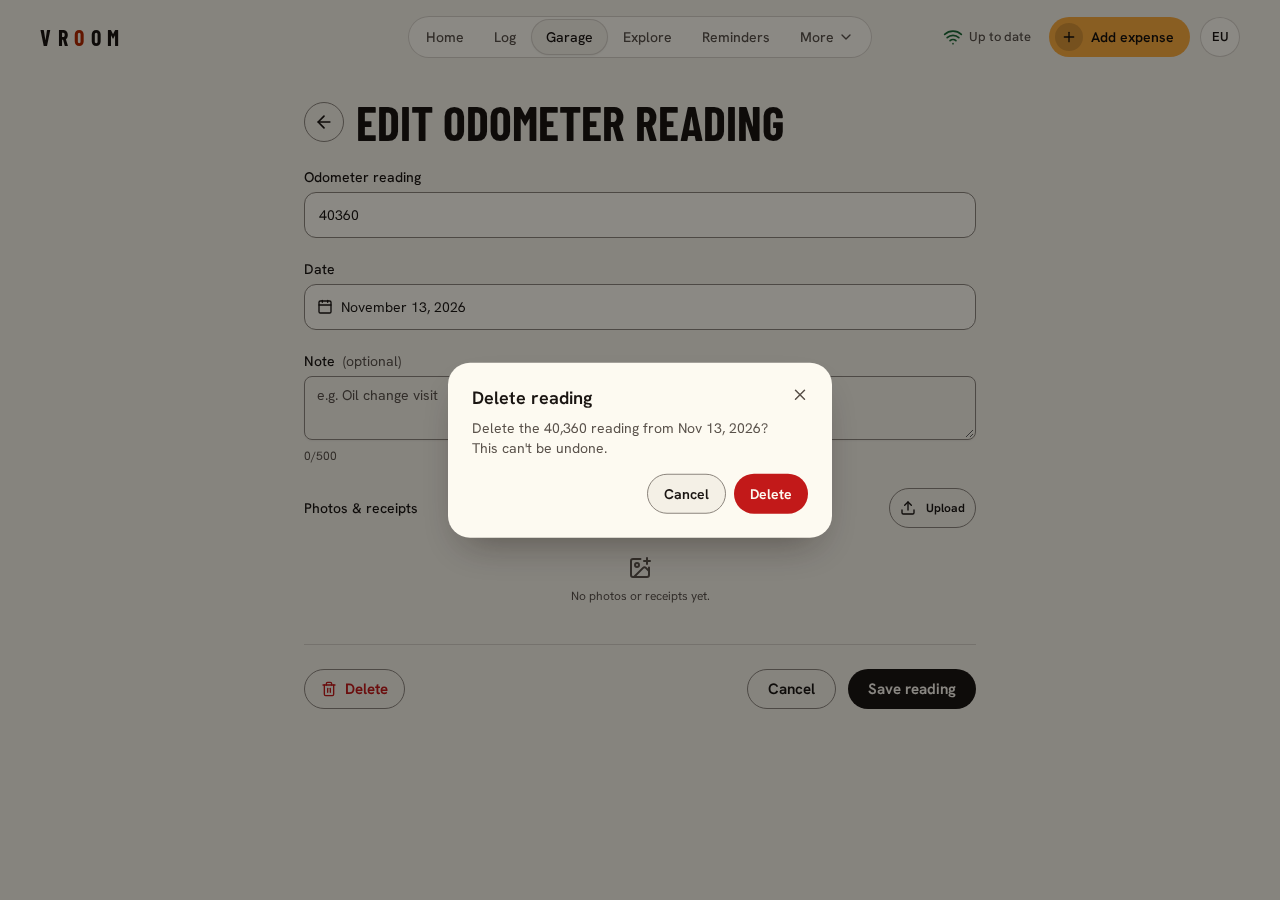 VROOM
Home
Log
Garage
Explore
Reminders
More
Up to date
Add expense
EU
EDIT ODOMETER READING
Odometer reading
40360
Date
November 13, 2026
Note (optional)
e.g. Oil change visit
0/500
Delete reading
Delete the 40,360 reading from Nov 13, 2026?
This can't be undone.
Cancel
Delete
Photos & receipts
Upload
No photos or receipts yet.
Delete
Cancel
Save reading